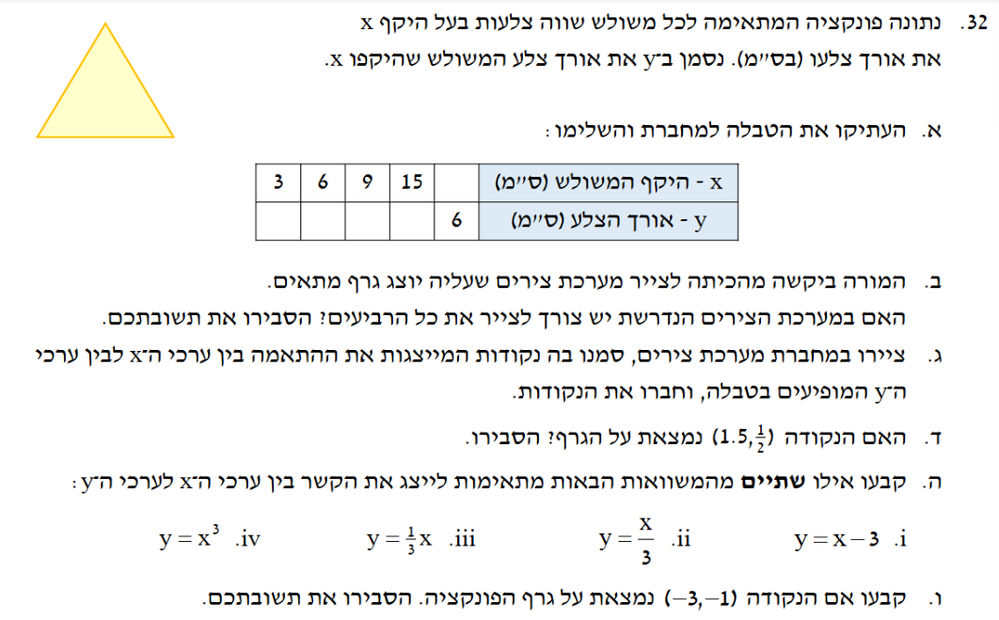 32. נתונה פונקציה המתאימה לכל משולש שווה צלעות בעל היקף x
את אורך צלעו (בס״מ). נסמן ב־y את אורך צלע המשולש שהיקפו x.
א. העתיקו את הטבלה למחברת והשלימו:
x - היקף המשולש (ס״מ) 15 9 6 3
y - אורך הצלע (ס״מ) 6
ב. המורה ביקשה מהכיתה לצייר מערכת צירים שעליה יוצג גרף מתאים.
האם במערכת הצירים הנדרשת יש צורך לצייר את כל הרביעים? הסבירו את תשובתכם.
ג. ציירו במחברת מערכת צירים, סמנו בה נקודות המייצגות את ההתאמה בין ערכי ה־x לבין ערכי
ה־y המופיעים בטבלה, וחברו את הנקודות.
ד. האם הנקודה (1.5,½) נמצאת על הגרף? הסבירו.
ה. קבעו אילו שתיים מהמשוואות הבאות מתאימות לייצג את הקשר בין ערכי ה־x לערכי ה־y:
i. y = x − 3 ii. y = x/3 iii. y = ⅓x iv. y = x³
ו. קבעו אם הנקודה (−3,−1) נמצאת על גרף הפונקציה. הסבירו את תשובתכם.